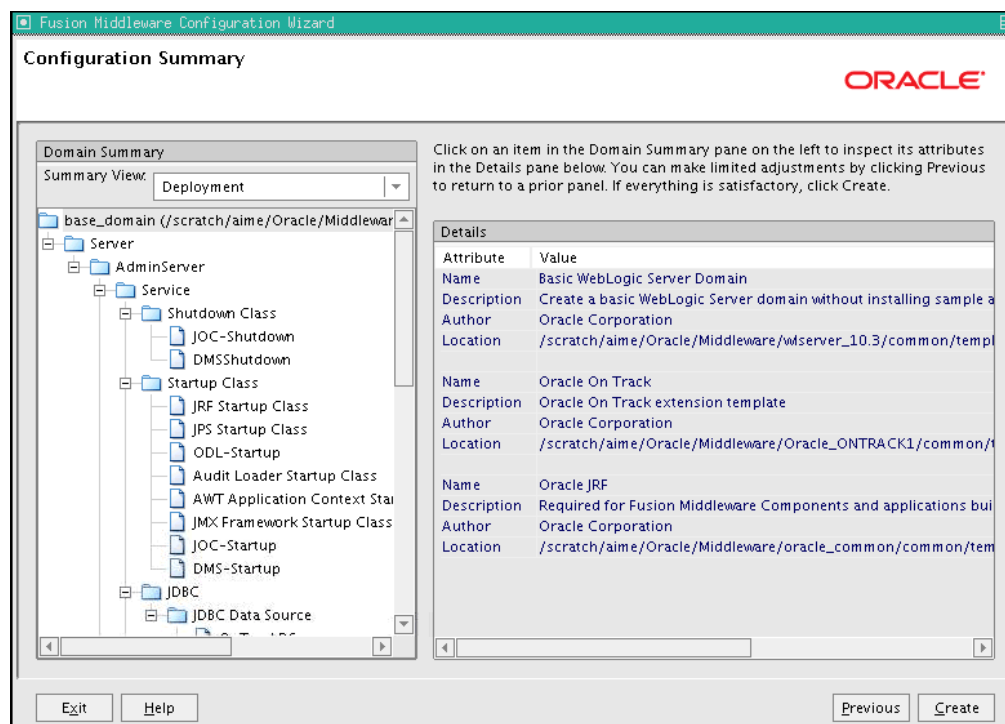 Fusion Middleware Configuration Wizard
Configuration Summary
ORACLE
Domain Summary
Summary View:
Deployment
base_domain (/scratch/aime/Oracle/Middlewar
Server
AdminServer
Service
Shutdown Class
JOC-Shutdown
DMSShutdown
Startup Class
JRF Startup Class
JPS Startup Class
ODL-Startup
Audit Loader Startup Class
AWT Application Context Star
JMX Framework Startup Class
JOC-Startup
DMS-Startup
JDBC
JDBC Data Source
Click on an item in the Domain Summary pane on the left to inspect its attributes
in the Details pane below. You can make limited adjustments by clicking Previous
to return to a prior panel. If everything is satisfactory, click Create.
Details
Attribute Value
Name Basic WebLogic Server Domain
Description Create a basic WebLogic Server domain without installing sample a
Author Oracle Corporation
Location /scratch/aime/Oracle/Middleware/wlserver_10.3/common/templ
Name Oracle On Track
Description Oracle On Track extension template
Author Oracle Corporation
Location /scratch/aime/Oracle/Middleware/Oracle_ONTRACK1/common/t
Name Oracle JRF
Description Required for Fusion Middleware Components and applications bui
Author Oracle Corporation
Location /scratch/aime/Oracle/Middleware/oracle_common/common/tem
Exit Help Previous Create